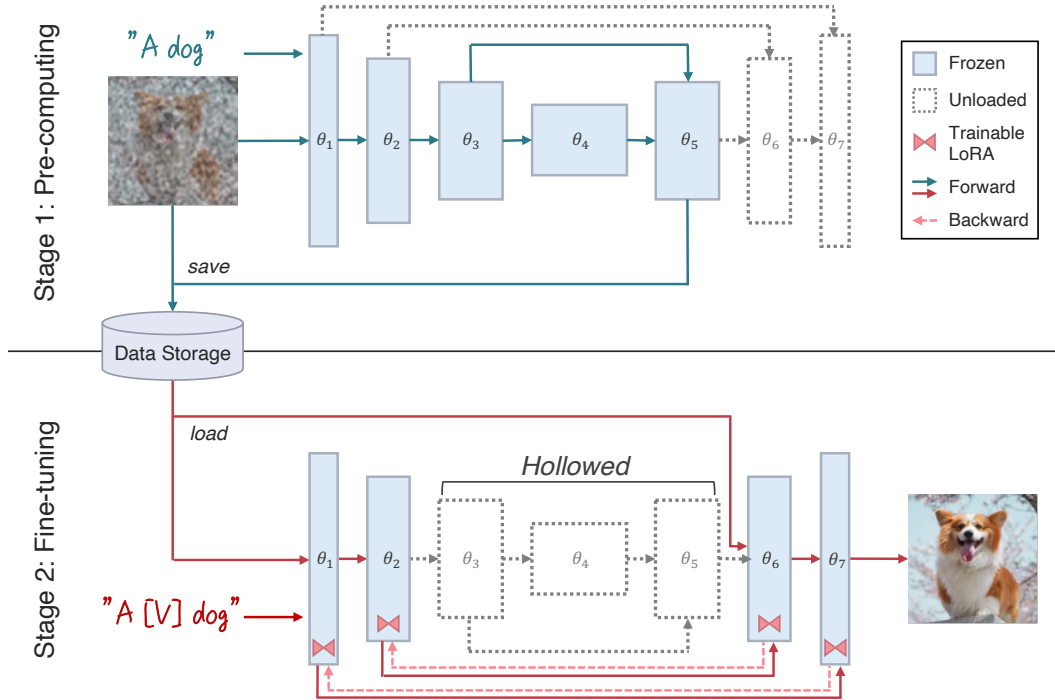 Stage 1: Pre-computing
"A dog"
θ₁
θ₂
θ₃
θ₄
θ₅
θ₆
θ₇
save
Frozen
Unloaded
Trainable
LoRA
Forward
Backward
Data Storage
Stage 2: Fine-tuning
load
Hollowed
θ₁
θ₂
θ₃
θ₄
θ₅
θ₆
θ₇
"A [V] dog"